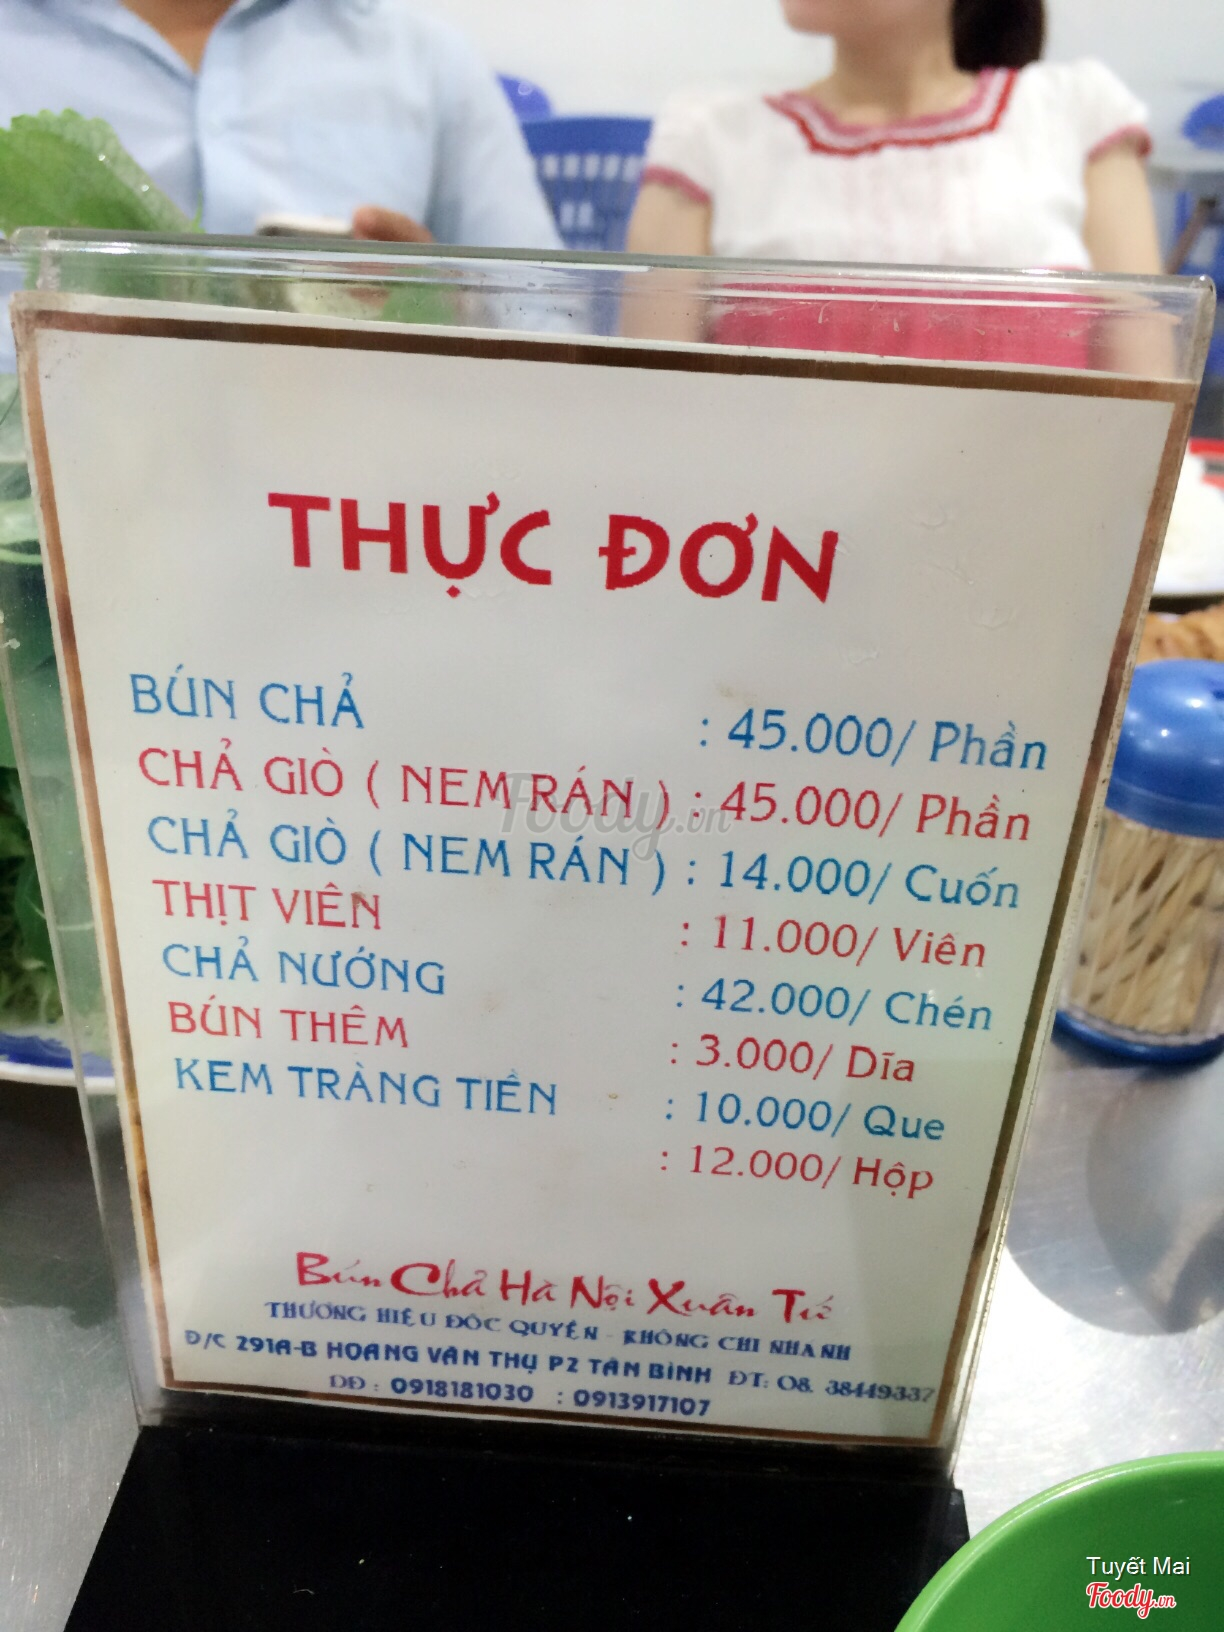 THỰC ĐƠN
BÚN CHẢ : 45.000/ Phần
CHẢ GIÒ ( NEM RÁN ) : 45.000/ Phần
CHẢ GIÒ ( NEM RÁN ) : 14.000/ Cuốn
THỊT VIÊN : 11.000/ Viên
CHẢ NƯỚNG : 42.000/ Chén
BÚN THÊM : 3.000/ Dĩa
KEM TRÀNG TIỀN : 10.000/ Que
: 12.000/ Hộp
Bún Chả Hà Nội Xuân Tứ
THƯƠNG HIỆU ĐỘC QUYỀN - KHÔNG CHI NHÁNH
Đ/C 291A-B HOÀNG VĂN THỤ P2 TÂN BÌNH ĐT: 08. 38449337
DĐ : 0918181030 : 0913917107
Foody.vn
Tuyết Mai
Foody.vn